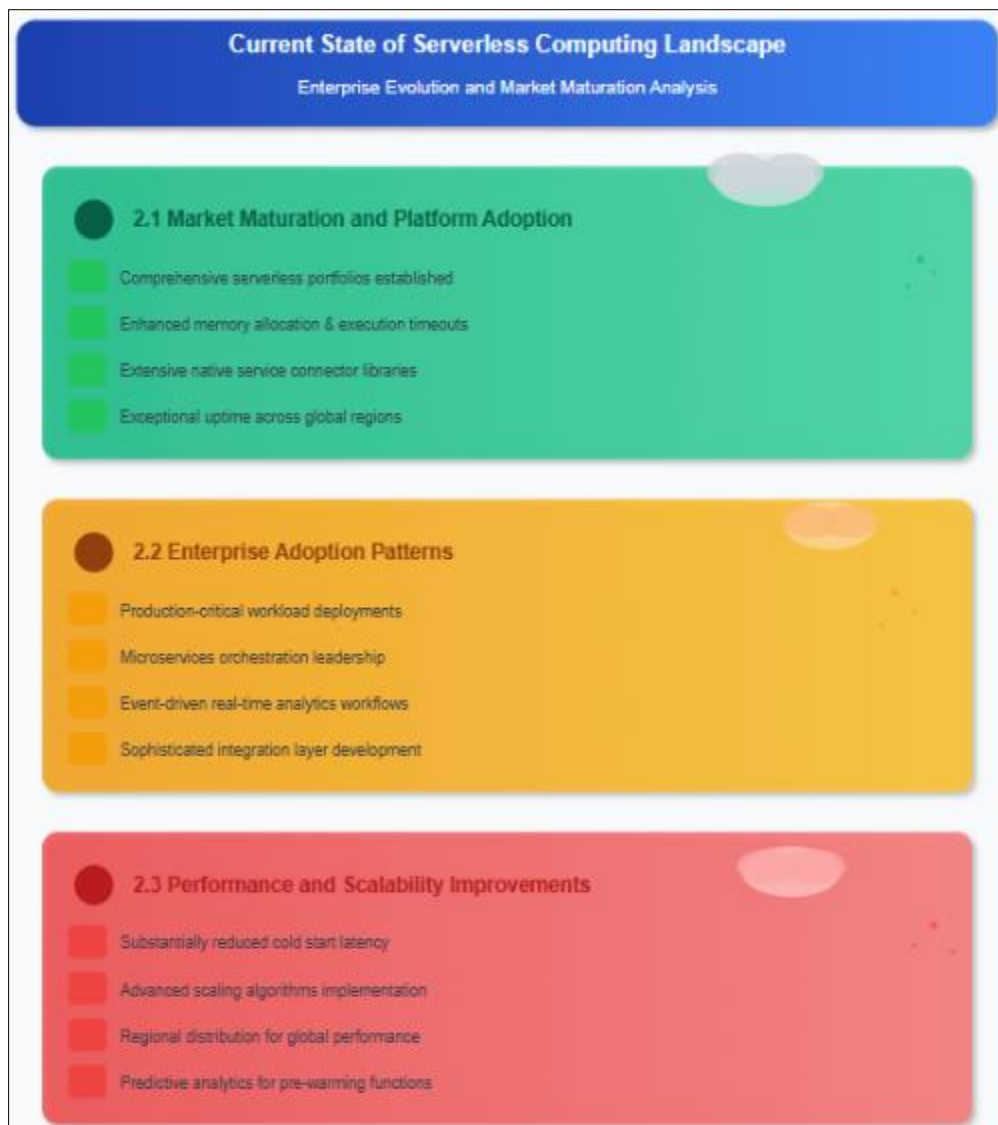 Current State of Serverless Computing Landscape
Enterprise Evolution and Market Maturation Analysis
2.1 Market Maturation and Platform Adoption
Comprehensive serverless portfolios established
Enhanced memory allocation & execution timeouts
Extensive native service connector libraries
Exceptional uptime across global regions
2.2 Enterprise Adoption Patterns
Production-critical workload deployments
Microservices orchestration leadership
Event-driven real-time analytics workflows
Sophisticated integration layer development
2.3 Performance and Scalability Improvements
Substantially reduced cold start latency
Advanced scaling algorithms implementation
Regional distribution for global performance
Predictive analytics for pre-warming functions